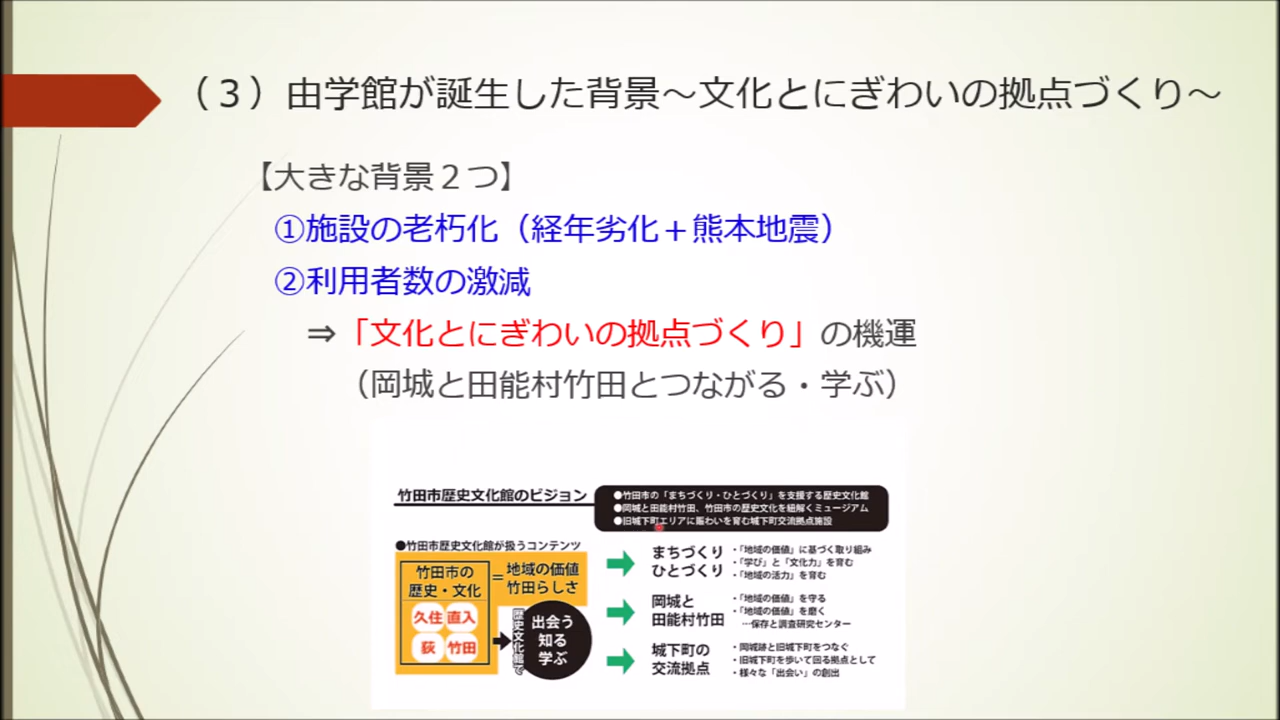 （３）由学館が誕生した背景～文化とにぎわいの拠点づくり～
【大きな背景２つ】
①施設の老朽化（経年劣化＋熊本地震）
②利用者数の激減
⇒「文化とにぎわいの拠点づくり」の機運
（岡城と田能村竹田とつながる・学ぶ）
竹田市歴史文化館のビジョン
●竹田市の「まちづくり・ひとづくり」を支援する歴史文化館
●岡城と田能村竹田、竹田市の歴史文化を紐解くミュージアム
●旧城下町エリアに賑わいを育む城下町交流拠点施設
●竹田市歴史文化館が扱うコンテンツ
竹田市の
歴史・文化
久住 直入
荻 竹田
＝地域の価値
竹田らしさ
歴史文化館で
出会う
知る
学ぶ
まちづくり
ひとづくり
・「地域の価値」に基づく取り組み
・「学び」と「文化力」を育む
・「地域の活力」を育む
岡城と
田能村竹田
・「地域の価値」を守る
・「地域の価値」を磨く
…保存と調査研究センター
城下町の
交流拠点
・岡城跡と旧城下町をつなぐ
・旧城下町を歩いて回る拠点として
・様々な「出会い」の創出